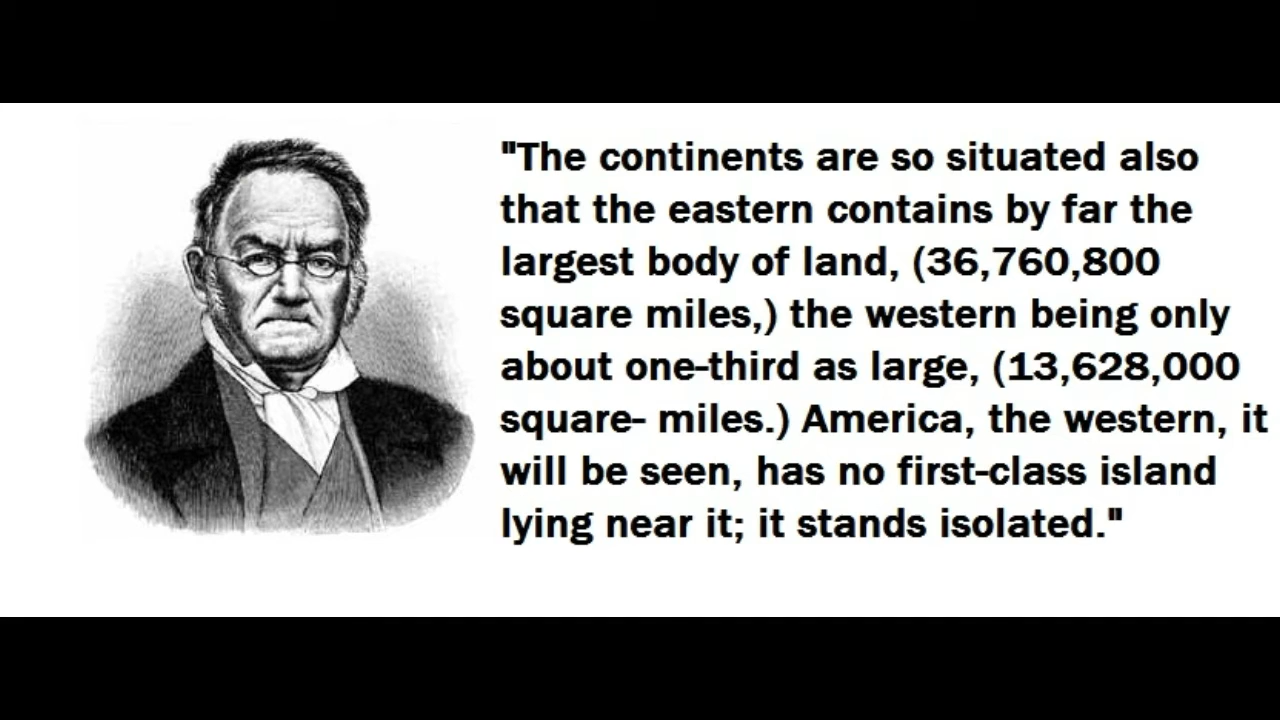 "The continents are so situated also
that the eastern contains by far the
largest body of land, (36,760,800
square miles,) the western being only
about one-third as large, (13,628,000
square- miles.) America, the western, it
will be seen, has no first-class island
lying near it; it stands isolated."